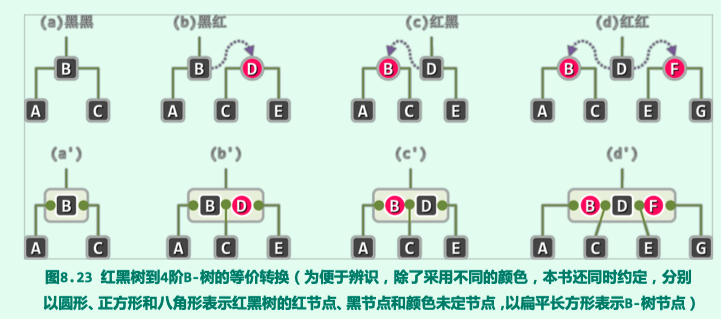 (a)黑黑 (b)黑红 (c)红黑 (d)红红
B B D B D B D F
A C A C E A C E A C E G
(a') (b') (c') (d')
B B D B D B D F
A C A C E A C E A C E G
图8.23 红黑树到4阶B-树的等价转换(为便于辨识,除了采用不同的颜色,本书还同时约定,分别
以圆形、正方形和八角形表示红黑树的红节点、黑节点和颜色未定节点,以扁平长方形表示B-树节点)